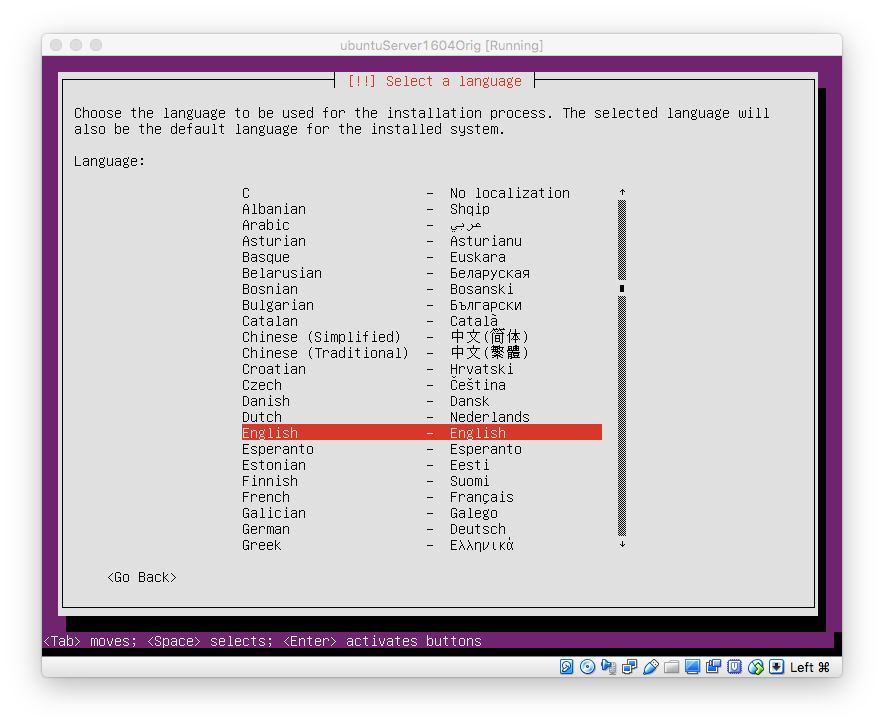 ubuntuServer1604Orig [Running]
[!!] Select a language
Choose the language to be used for the installation process. The selected language will
also be the default language for the installed system.
Language:
C - No localization
Albanian - Shqip
Arabic - عربي
Asturian - Asturianu
Basque - Euskara
Belarusian - Беларуская
Bosnian - Bosanski
Bulgarian - Български
Catalan - Català
Chinese (Simplified) - 中文(简体)
Chinese (Traditional) - 中文(繁體)
Croatian - Hrvatski
Czech - Čeština
Danish - Dansk
Dutch - Nederlands
English - English
Esperanto - Esperanto
Estonian - Eesti
Finnish - Suomi
French - Français
Galician - Galego
German - Deutsch
Greek - Ελληνικά
<Go Back>
<Tab> moves; <Space> selects; <Enter> activates buttons
Left ⌘